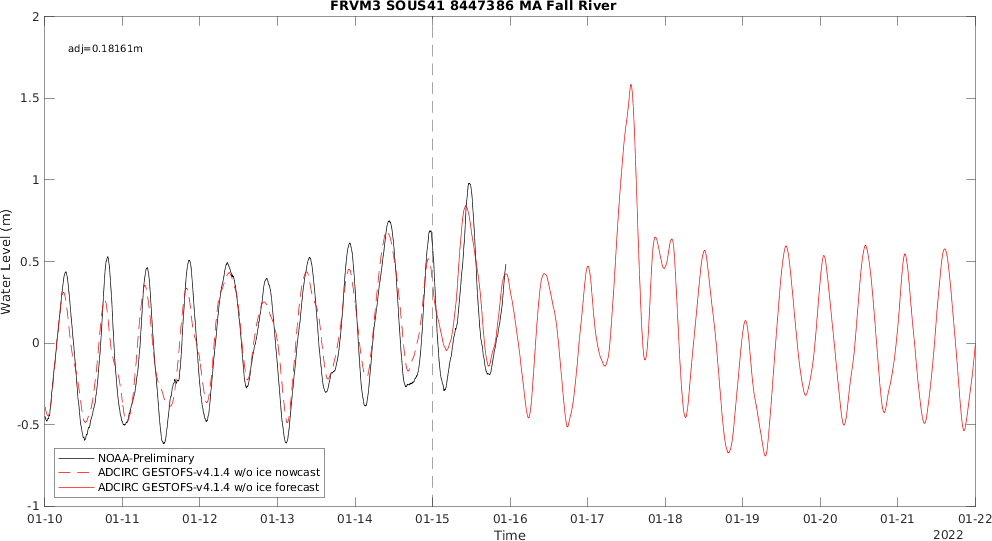 FRVM3 SOUS41 8447386 MA Fall River
2
adj=0.18161m
1.5
1
0.5
0
-0.5
-1
Water Level (m)
NOAA-Preliminary
ADCIRC GESTOFS-v4.1.4 w/o ice nowcast
ADCIRC GESTOFS-v4.1.4 w/o ice forecast
01-10 01-11 01-12 01-13 01-14 01-15 01-16 01-17 01-18 01-19 01-20 01-21 01-22
Time
2022